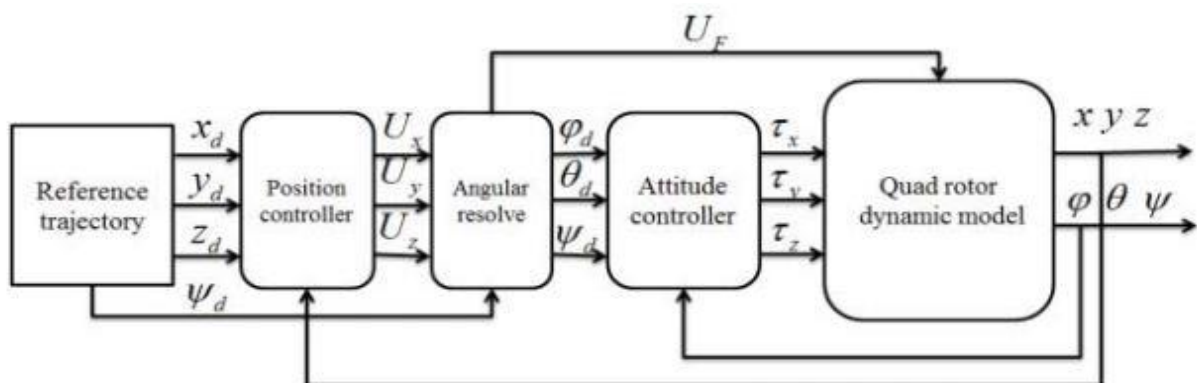 U_F
x_d
y_d
z_d
ψ_d
Reference
trajectory
Position
controller
U_x
U_y
U_z
Angular
resolve
φ_d
θ_d
ψ_d
Attitude
controller
τ_x
τ_y
τ_z
Quad rotor
dynamic model
x y z
φ θ ψ